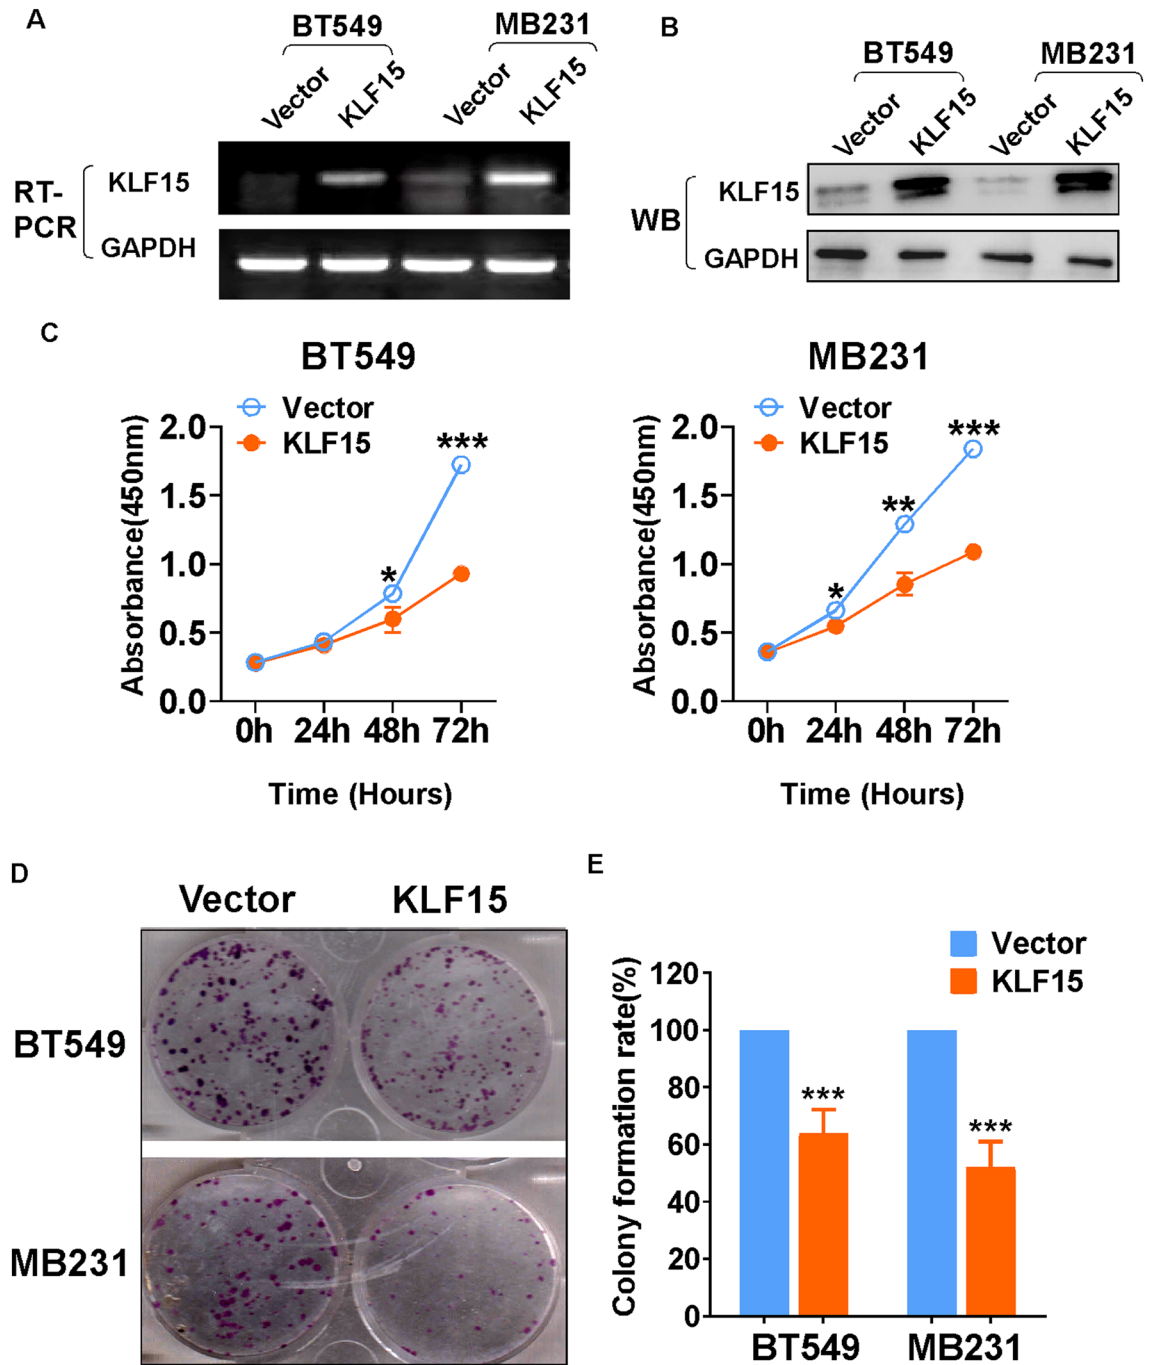 A
BT549 MB231
Vector KLF15 Vector KLF15
RT-
PCR
KLF15
GAPDH
B
BT549 MB231
Vector KLF15 Vector KLF15
WB
KLF15
GAPDH
C
BT549
Vector
KLF15
Absorbance(450nm)
2.0
1.5
1.0
0.5
0.0
* ***
0h 24h 48h 72h
Time (Hours)
MB231
Vector
KLF15
Absorbance(450nm)
2.0
1.5
1.0
0.5
0.0
* ** ***
0h 24h 48h 72h
Time (Hours)
D
Vector KLF15
BT549
MB231
E
Vector
KLF15
Colony formation rate(%)
120
100
80
60
40
20
0
*** ***
BT549 MB231